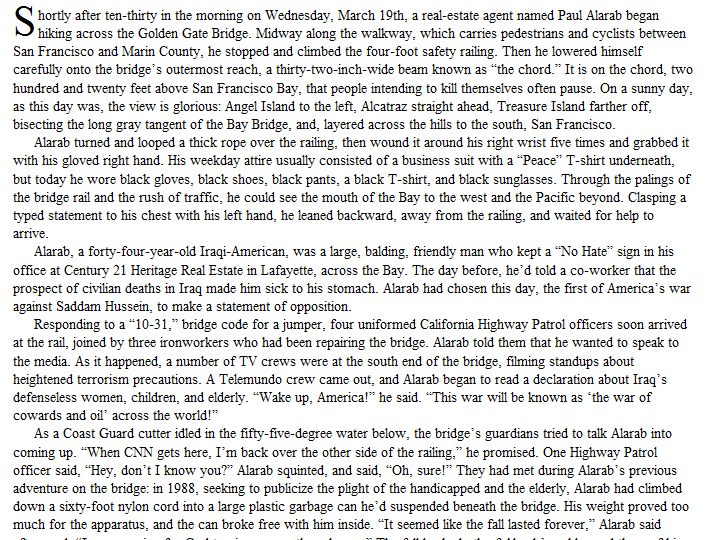 Shortly after ten-thirty in the morning on Wednesday, March 19th, a real-estate agent named Paul Alarab began
hiking across the Golden Gate Bridge. Midway along the walkway, which carries pedestrians and cyclists between
San Francisco and Marin County, he stopped and climbed the four-foot safety railing. Then he lowered himself
carefully onto the bridge’s outermost reach, a thirty-two-inch-wide beam known as “the chord.” It is on the chord, two
hundred and twenty feet above San Francisco Bay, that people intending to kill themselves often pause. On a sunny day,
as this day was, the view is glorious: Angel Island to the left, Alcatraz straight ahead, Treasure Island farther off,
bisecting the long gray tangent of the Bay Bridge, and, layered across the hills to the south, San Francisco.
Alarab turned and looped a thick rope over the railing, then wound it around his right wrist five times and grabbed it
with his gloved right hand. His weekday attire usually consisted of a business suit with a “Peace” T-shirt underneath,
but today he wore black gloves, black shoes, black pants, a black T-shirt, and black sunglasses. Through the palings of
the bridge rail and the rush of traffic, he could see the mouth of the Bay to the west and the Pacific beyond. Clasping a
typed statement to his chest with his left hand, he leaned backward, away from the railing, and waited for help to
arrive.
Alarab, a forty-four-year-old Iraqi-American, was a large, balding, friendly man who kept a “No Hate” sign in his
office at Century 21 Heritage Real Estate in Lafayette, across the Bay. The day before, he’d told a co-worker that the
prospect of civilian deaths in Iraq made him sick to his stomach. Alarab had chosen this day, the first of America’s war
against Saddam Hussein, to make a statement of opposition.
Responding to a “10-31,” bridge code for a jumper, four uniformed California Highway Patrol officers soon arrived
at the rail, joined by three ironworkers who had been repairing the bridge. Alarab told them that he wanted to speak to
the media. As it happened, a number of TV crews were at the south end of the bridge, filming standups about
heightened terrorism precautions. A Telemundo crew came out, and Alarab began to read a declaration about Iraq’s
defenseless women, children, and elderly. “Wake up, America!” he said. “This war will be known as ‘the war of
cowards and oil’ across the world!”
As a Coast Guard cutter idled in the fifty-five-degree water below, the bridge’s guardians tried to talk Alarab into
coming up. “When CNN gets here, I’m back over the other side of the railing,” he promised. One Highway Patrol
officer said, “Hey, don’t I know you?” Alarab squinted, and said, “Oh, sure!” They had met during Alarab’s previous
adventure on the bridge: in 1988, seeking to publicize the plight of the handicapped and the elderly, Alarab had climbed
down a sixty-foot nylon cord into a large plastic garbage can he’d suspended beneath the bridge. His weight proved too
much for the apparatus, and the can broke free with him inside. “It seemed like the fall lasted forever,” Alarab said